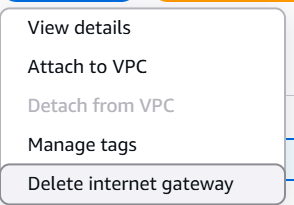 View details
Attach to VPC
Detach from VPC
Manage tags
Delete internet gateway